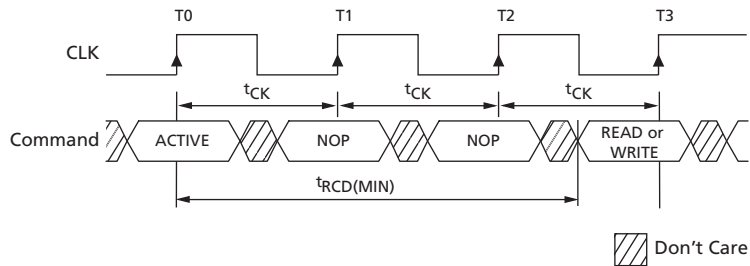 T0 T1 T2 T3
CLK
tCK tCK tCK
Command ACTIVE NOP NOP READ or WRITE
tRCD(MIN)
Don't Care